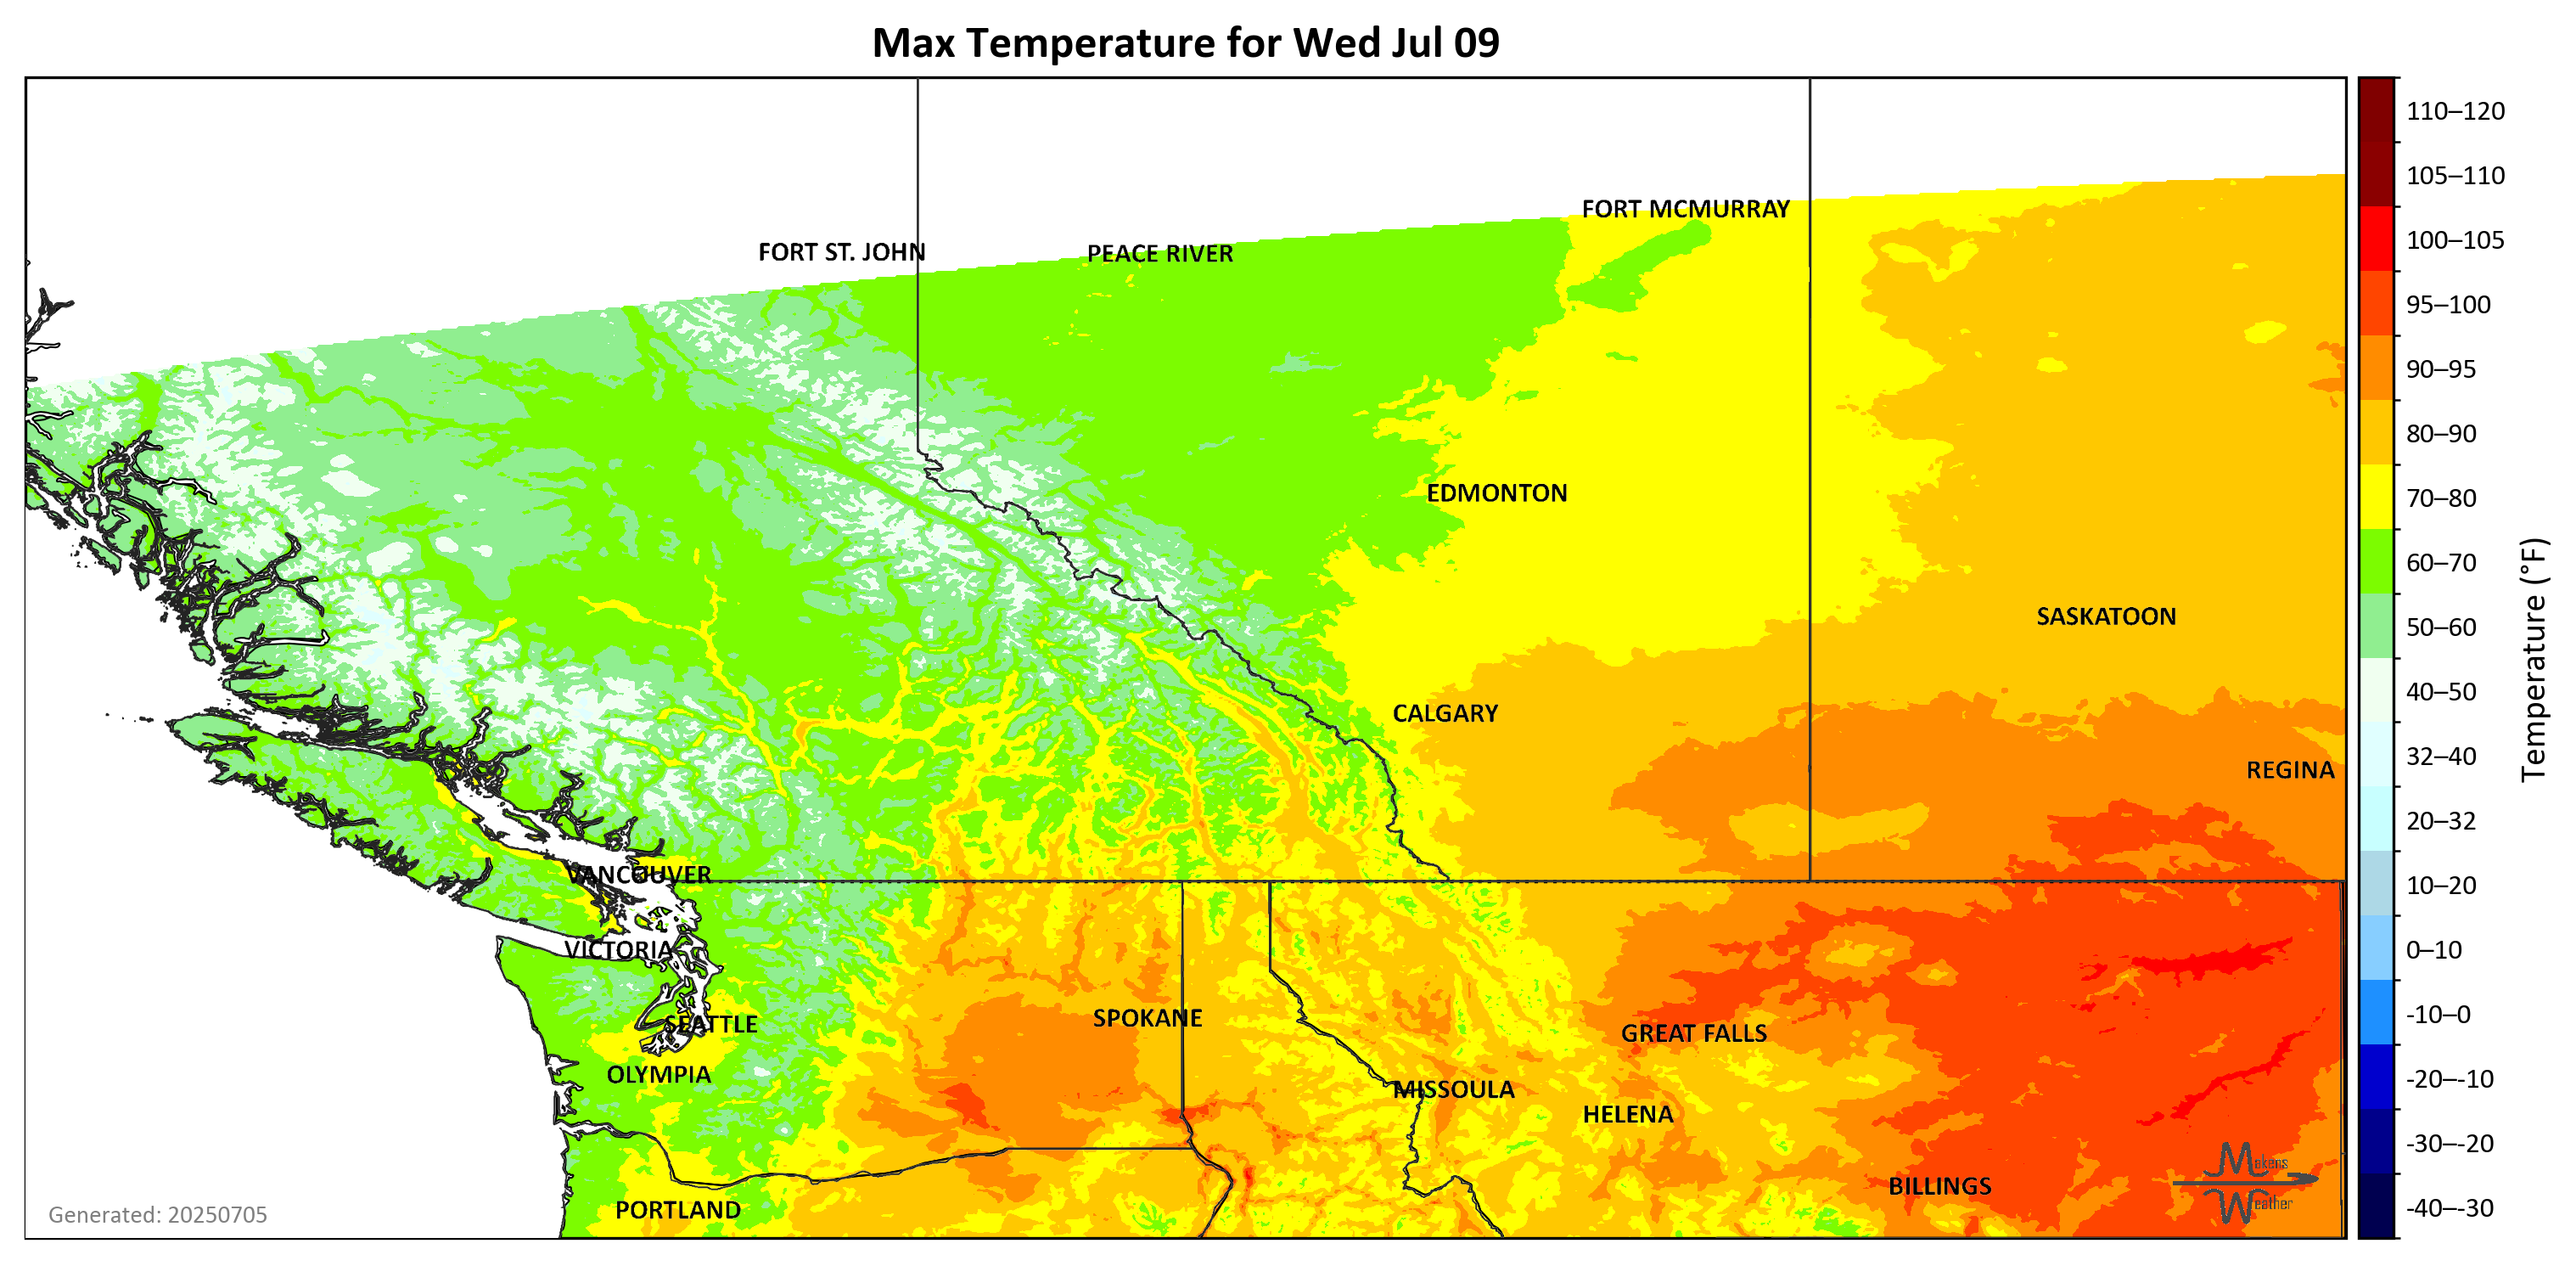 Max Temperature for Wed Jul 09
110–120
105–110
FORT MCMURRAY
100–105
FORT ST. JOHN
PEACE RIVER
95–100
90–95
80–90
EDMONTON
70–80
60–70
SASKATOON
50–60
Temperature (°F)
40–50
CALGARY
32–40
REGINA
20–32
VANCOUVER
10–20
VICTORIA
0–10
SPOKANE
-10–0
SEATTLE
GREAT FALLS
OLYMPIA
-20–-10
MISSOULA
HELENA
-30–-20
Makens
BILLINGS
Weather
-40–-30
PORTLAND
Generated: 20250705